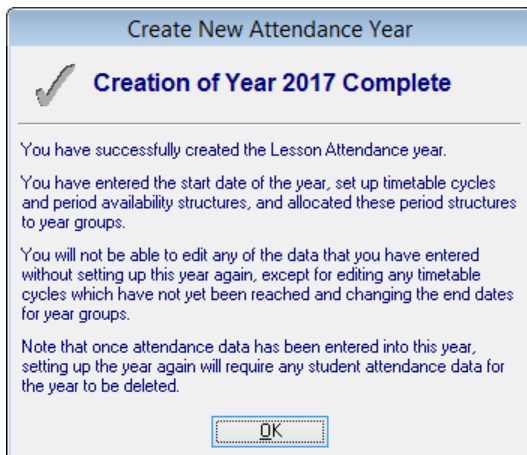 Create New Attendance Year
Creation of Year 2017 Complete
You have successfully created the Lesson Attendance year.
You have entered the start date of the year, set up timetable cycles
and period availability structures, and allocated these period structures
to year groups.
You will not be able to edit any of the data that you have entered
without setting up this year again, except for editing any timetable
cycles which have not yet been reached and changing the end dates
for year groups.
Note that once attendance data has been entered into this year,
setting up the year again will require any student attendance data for
the year to be deleted.
OK